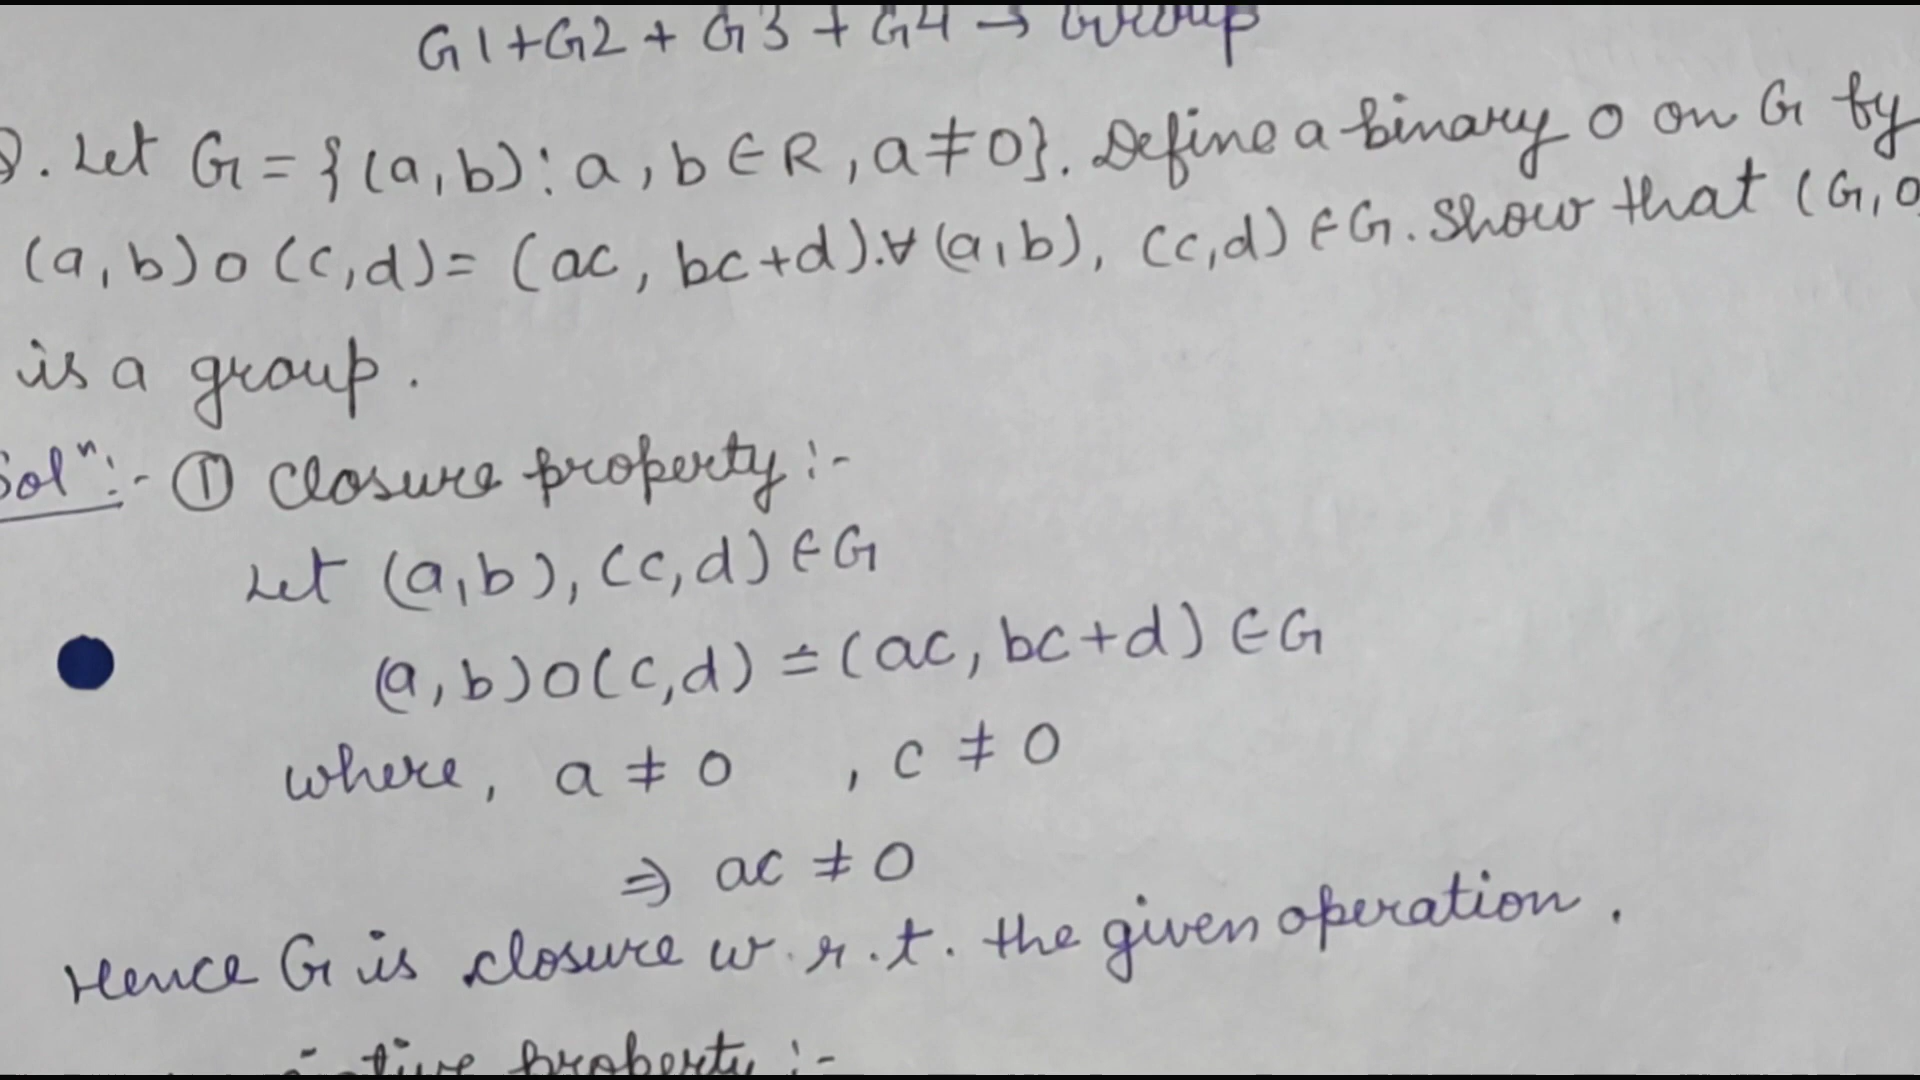 G1+G2+G3+G4 → Group
Q. Let G = {(a,b): a,b ∈ R, a≠0}. Define a binary o on G by
(a,b)o(c,d)= (ac, bc+d).∀(a,b), (c,d) ∈ G. Show that (G,o
is a group.
Solⁿ:- ① Closure property :-
Let (a,b), (c,d) ∈ G
(a,b)o(c,d) = (ac, bc+d) ∈ G
where, a ≠ 0 , c ≠ 0
⇒ ac ≠ 0
Hence G is closure w.r.t. the given operation.
property :-